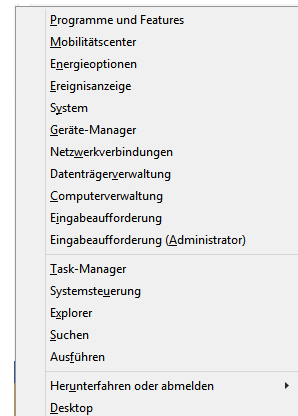 Programme und Features
Mobilitätscenter
Energieoptionen
Ereignisanzeige
System
Geräte-Manager
Netzwerkverbindungen
Datenträgerverwaltung
Computerverwaltung
Eingabeaufforderung
Eingabeaufforderung (Administrator)
Task-Manager
Systemsteuerung
Explorer
Suchen
Ausführen
Herunterfahren oder abmelden
Desktop